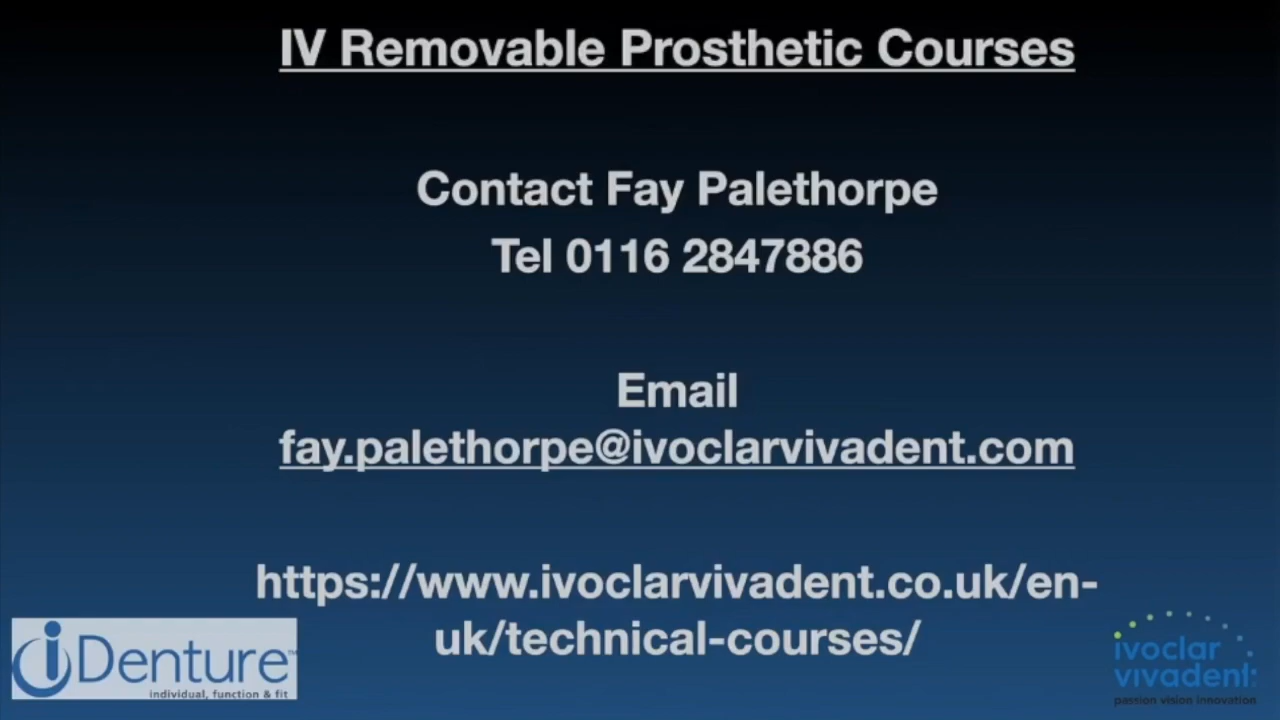 IV Removable Prosthetic Courses
Contact Fay Palethorpe
Tel 0116 2847886
Email
fay.palethorpe@ivoclarvivadent.com
https://www.ivoclarvivadent.co.uk/en-
uk/technical-courses/
iDenture™
individual, function & fit
ivoclar
vivadent:
passion vision innovation